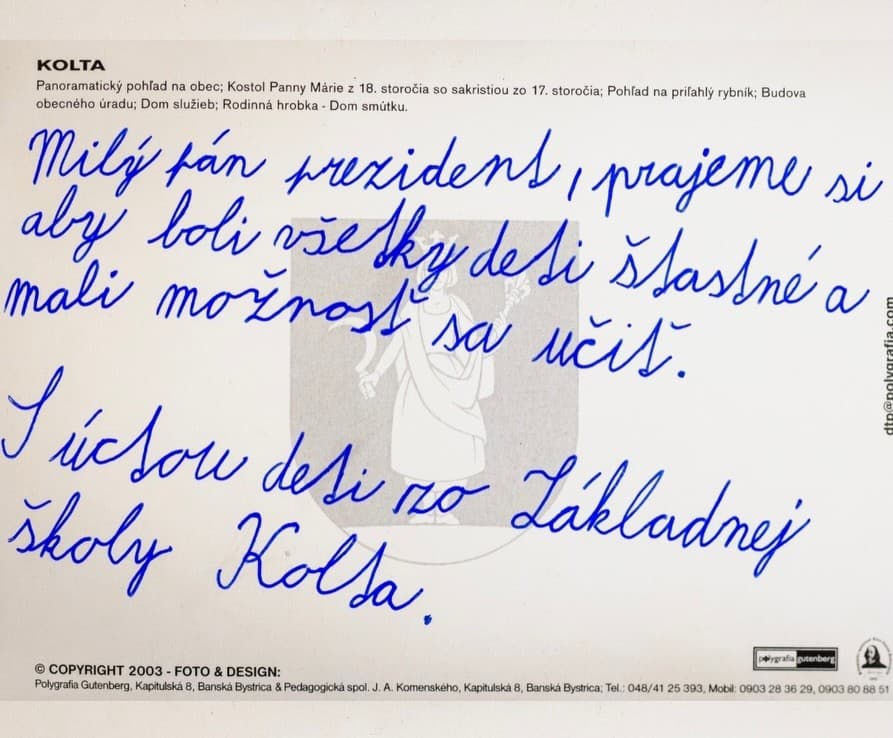 KOLTA
Panoramatický pohľad na obec; Kostol Panny Márie z 18. storočia so sakristiou zo 17. storočia; Pohľad na priľahlý rybník; Budova
obecného úradu; Dom služieb; Rodinná hrobka - Dom smútku.
Milý pán prezident, prajeme si
aby boli všetky deti štastné a
mali možnosť sa učiť.
S úctou deti zo Základnej
školy Kolta.
dtp@polygrafia.com
polygrafia gutenberg
© COPYRIGHT 2003 - FOTO & DESIGN:
Polygrafia Gutenberg, Kapitulská 8, Banská Bystrica & Pedagogická spol. J. A. Komenského, Kapitulská 8, Banská Bystrica; Tel.: 048/41 25 393, Mobil: 0903 28 36 29, 0903 80 88 51